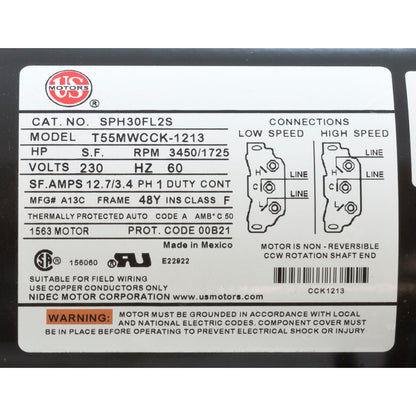 US
MOTORS
®
CAT. NO. SPH30FL2S
MODEL T55MWCCK-1213
HP S.F. RPM 3450/1725
VOLTS 230 HZ 60
SF.AMPS 12.7/3.4 PH 1 DUTY CONT
MFG# A13C FRAME 48Y INS CLASS F
THERMALLY PROTECTED AUTO CODE A AMB°C 50
1563 MOTOR PROT. CODE 00B21
Made in Mexico
156060 E22922
SUITABLE FOR FIELD WIRING
USE COPPER CONDUCTORS ONLY
NIDEC MOTOR CORPORATION www.usmotors.com
CONNECTIONS
LOW SPEED HIGH SPEED
LINE LINE
H H
C C
L L
LINE LINE
MOTOR IS NON - REVERSIBLE
CCW ROTATION SHAFT END
CCK1213
WARNING: MOTOR MUST BE GROUNDED IN ACCORDANCE WITH LOCAL
AND NATIONAL ELECTRIC CODES. COMPONENT COVER MUST
BE IN PLACE BEFORE OPERATING TO PREVENT
ELECTRICAL SHOCK OR INJURY